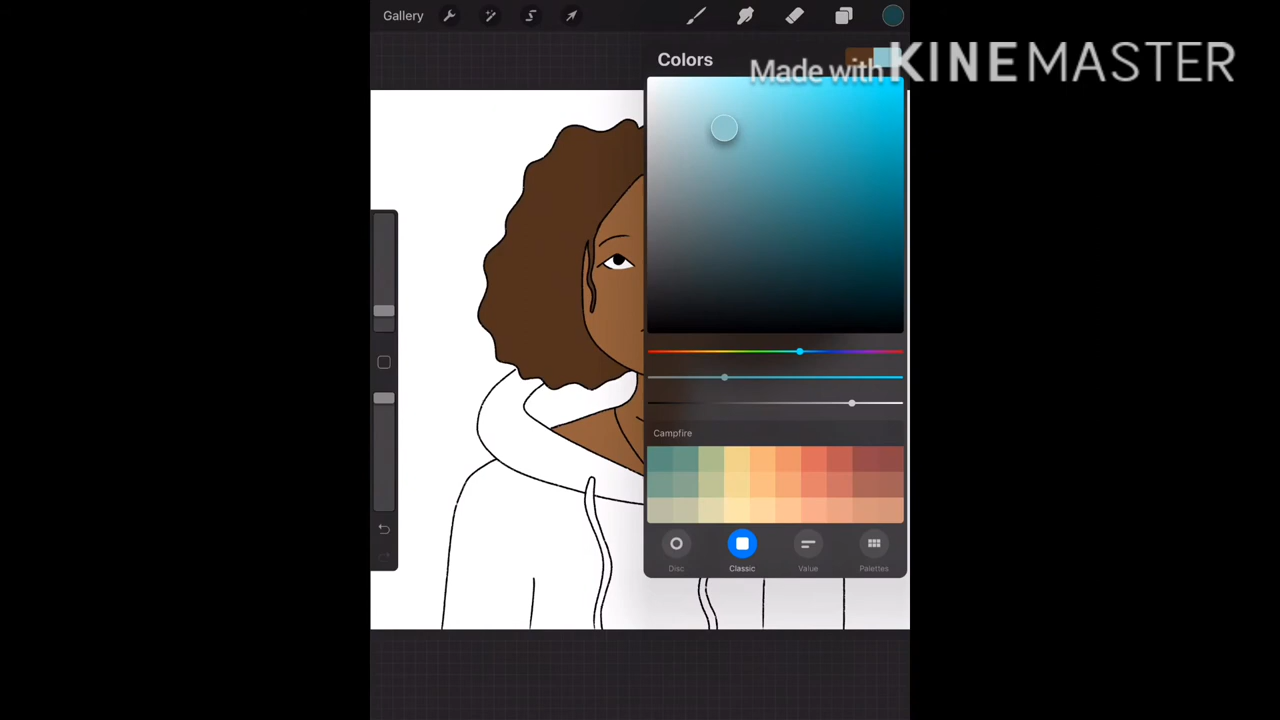 Gallery
Colors
Made with KINEMASTER
Campfire
Disc
Classic
Value
Palettes